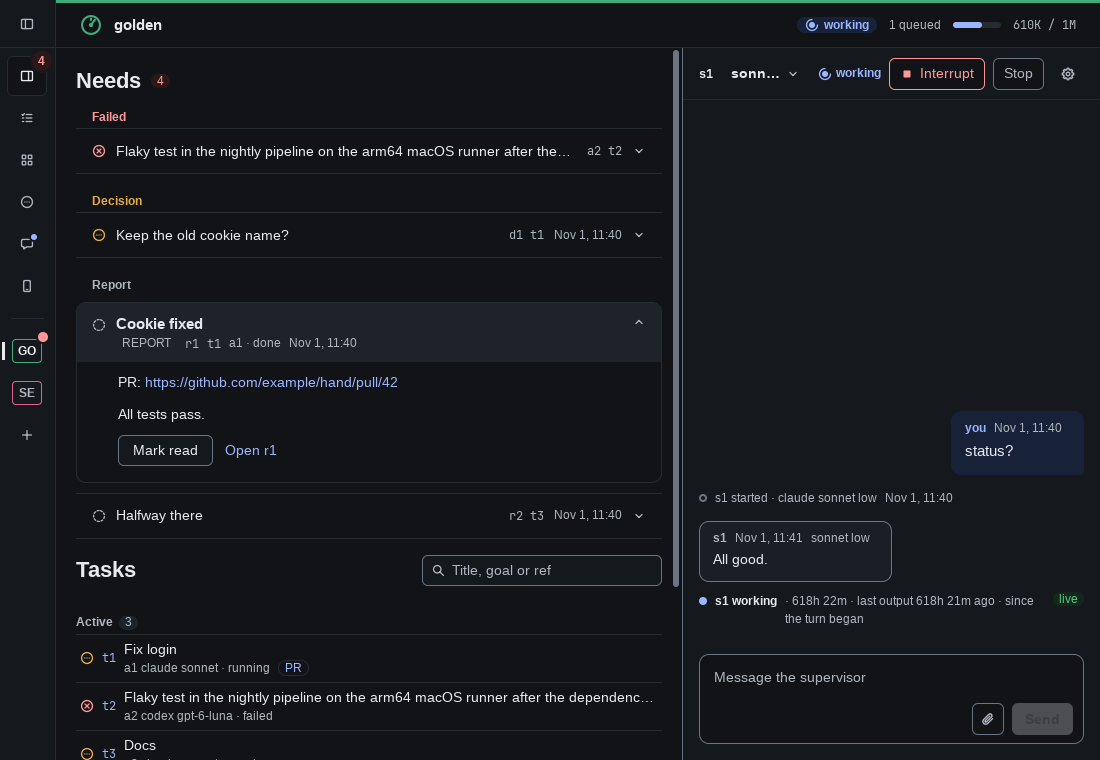 golden
working
1 queued
610K / 1M
4
Needs 4
Failed
Flaky test in the nightly pipeline on the arm64 macOS runner after the…
a2 t2
Decision
Keep the old cookie name?
d1 t1 Nov 1, 11:40
Report
Cookie fixed
REPORT r1 t1 a1 · done Nov 1, 11:40
PR: https://github.com/example/hand/pull/42
All tests pass.
Mark read
Open r1
Halfway there
r2 t3 Nov 1, 11:40
Tasks
Title, goal or ref
Active 3
t1 Fix login
a1 claude sonnet · running PR
t2 Flaky test in the nightly pipeline on the arm64 macOS runner after the dependenc…
a2 codex gpt-6-luna · failed
t3 Docs
GO
SE
s1 sonn…
working
Interrupt
Stop
you Nov 1, 11:40
status?
s1 started · claude sonnet low Nov 1, 11:40
s1 Nov 1, 11:41 sonnet low
All good.
s1 working · 618h 22m · last output 618h 21m ago · since
the turn began
live
Message the supervisor
Send